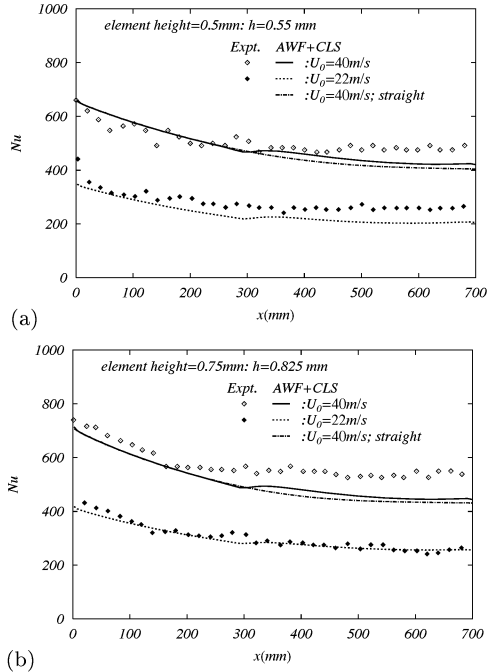 1000
element height=0.5mm: h=0.55 mm
Expt. AWF+CLS
:U0=40m/s
800
:U0=22m/s
:U0=40m/s; straight
600
Nu
400
200
0
0 100 200 300 400 500 600 700
x(mm)
(a)
1000
element height=0.75mm: h=0.825 mm
Expt. AWF+CLS
:U0=40m/s
800
:U0=22m/s
:U0=40m/s; straight
600
Nu
400
200
0
0 100 200 300 400 500 600 700
x(mm)
(b)